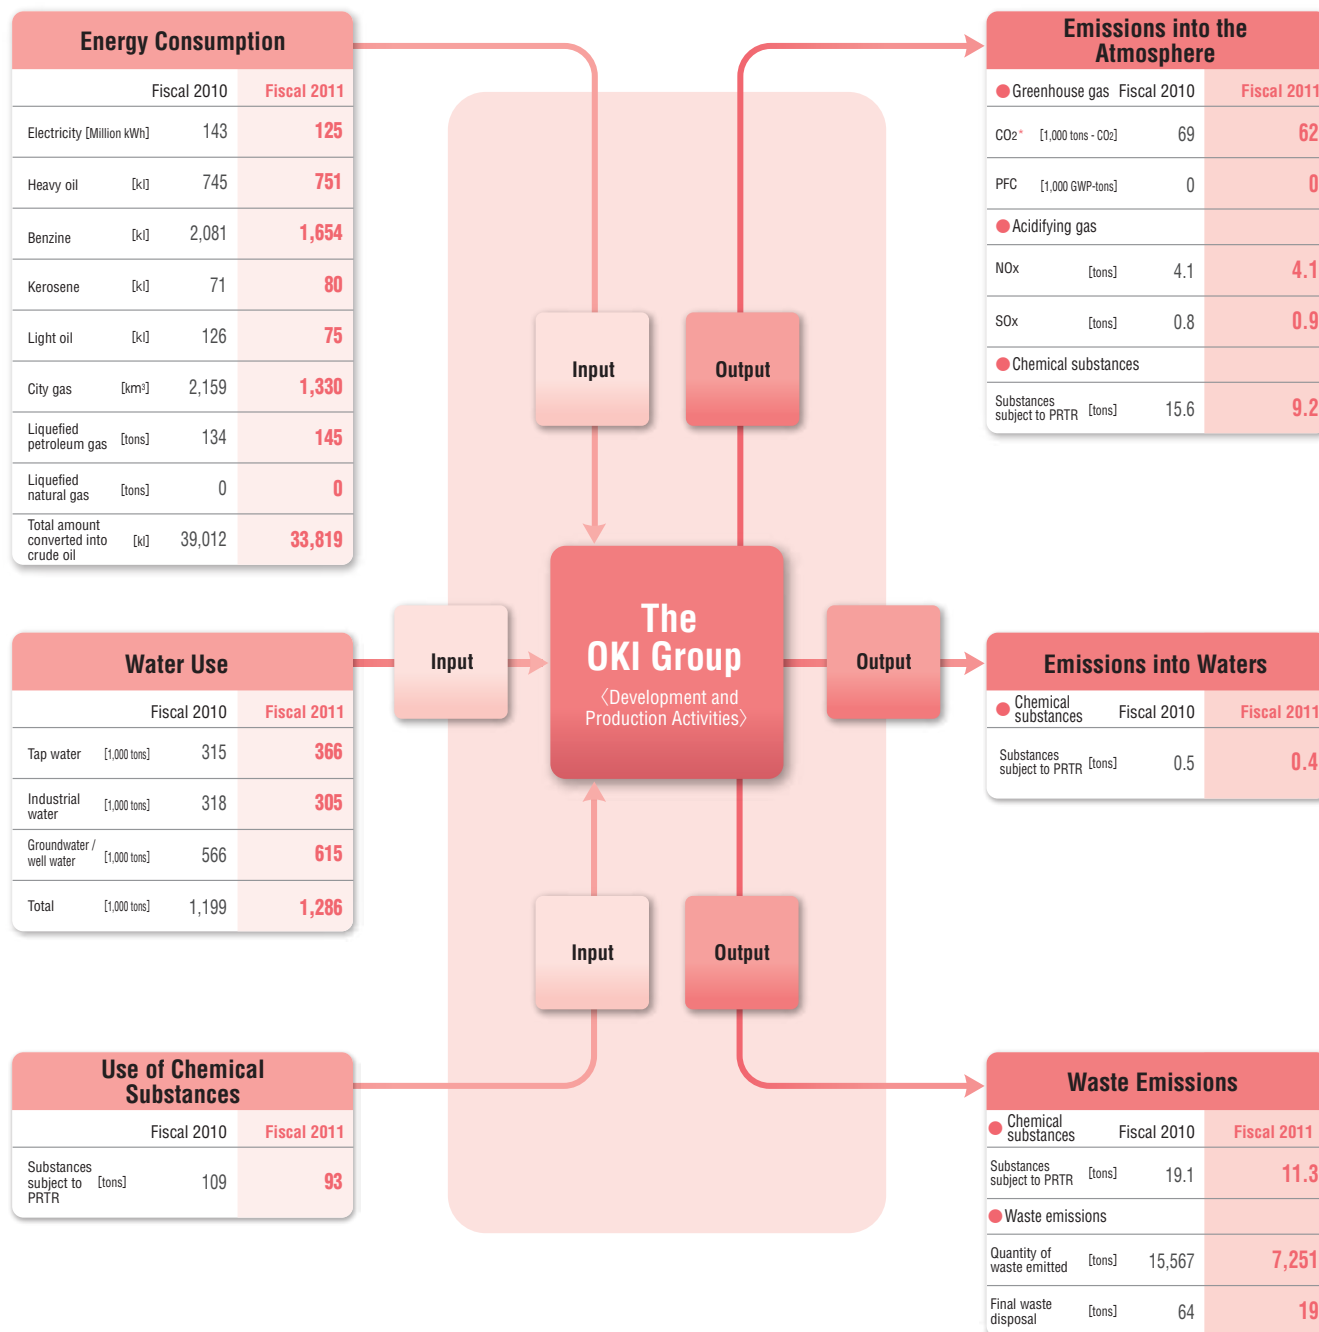 Energy Consumption
Fiscal 2010 Fiscal 2011
Electricity [Million kWh] 143 125
Heavy oil [kl] 745 751
Benzine [kl] 2,081 1,654
Kerosene [kl] 71 80
Light oil [kl] 126 75
City gas [km³] 2,159 1,330
Liquefied
petroleum gas [tons] 134 145
Liquefied
natural gas [tons] 0 0
Total amount
converted into
crude oil [kl] 39,012 33,819
Water Use
Fiscal 2010 Fiscal 2011
Tap water [1,000 tons] 315 366
Industrial
water [1,000 tons] 318 305
Groundwater /
well water [1,000 tons] 566 615
Total [1,000 tons] 1,199 1,286
Use of Chemical
Substances
Fiscal 2010 Fiscal 2011
Substances
subject to [tons] 109 93
PRTR
Input
Output
Input
The
OKI Group
〈Development and
Production Activities〉
Output
Input
Output
Emissions into the
Atmosphere
● Greenhouse gas Fiscal 2010 Fiscal 2011
CO2* [1,000 tons - CO2] 69 62
PFC [1,000 GWP-tons] 0 0
● Acidifying gas
NOx [tons] 4.1 4.1
SOx [tons] 0.8 0.9
● Chemical substances
Substances
subject to PRTR [tons] 15.6 9.2
Emissions into Waters
● Chemical
substances Fiscal 2010 Fiscal 2011
Substances
subject to PRTR [tons] 0.5 0.4
Waste Emissions
● Chemical
substances Fiscal 2010 Fiscal 2011
Substances
subject to PRTR [tons] 19.1 11.3
● Waste emissions
Quantity of
waste emitted [tons] 15,567 7,251
Final waste
disposal [tons] 64 19